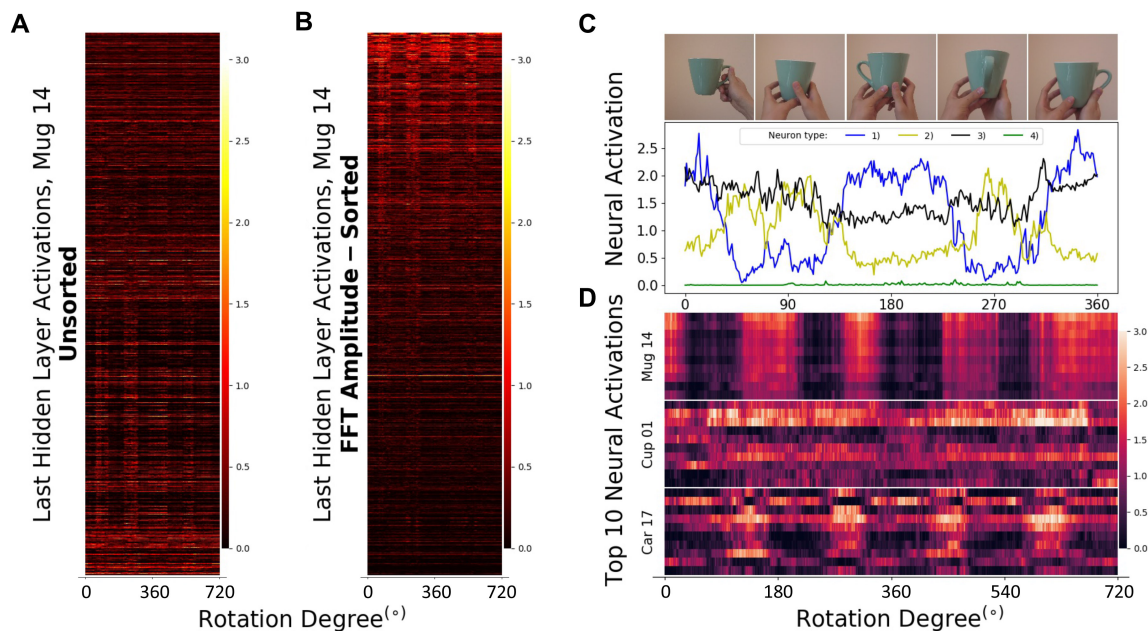 A
Last Hidden Layer Activations, Mug 14
Unsorted
3.0
2.5
2.0
1.5
1.0
0.5
0.0
0 360 720
B
Last Hidden Layer Activations, Mug 14
FFT Amplitude – Sorted
3.0
2.5
2.0
1.5
1.0
0.5
0.0
0 360 720
Rotation Degree(°)
C
Neural Activation
Neuron type: 1) 2) 3) 4)
2.5
2.0
1.5
1.0
0.5
0.0
0 90 180 270 360
D
Top 10 Neural Activations
Mug 14
Cup 01
Car 17
3.0
2.5
2.0
1.5
1.0
0.5
0.0
0 180 360 540 720
Rotation Degree(°)